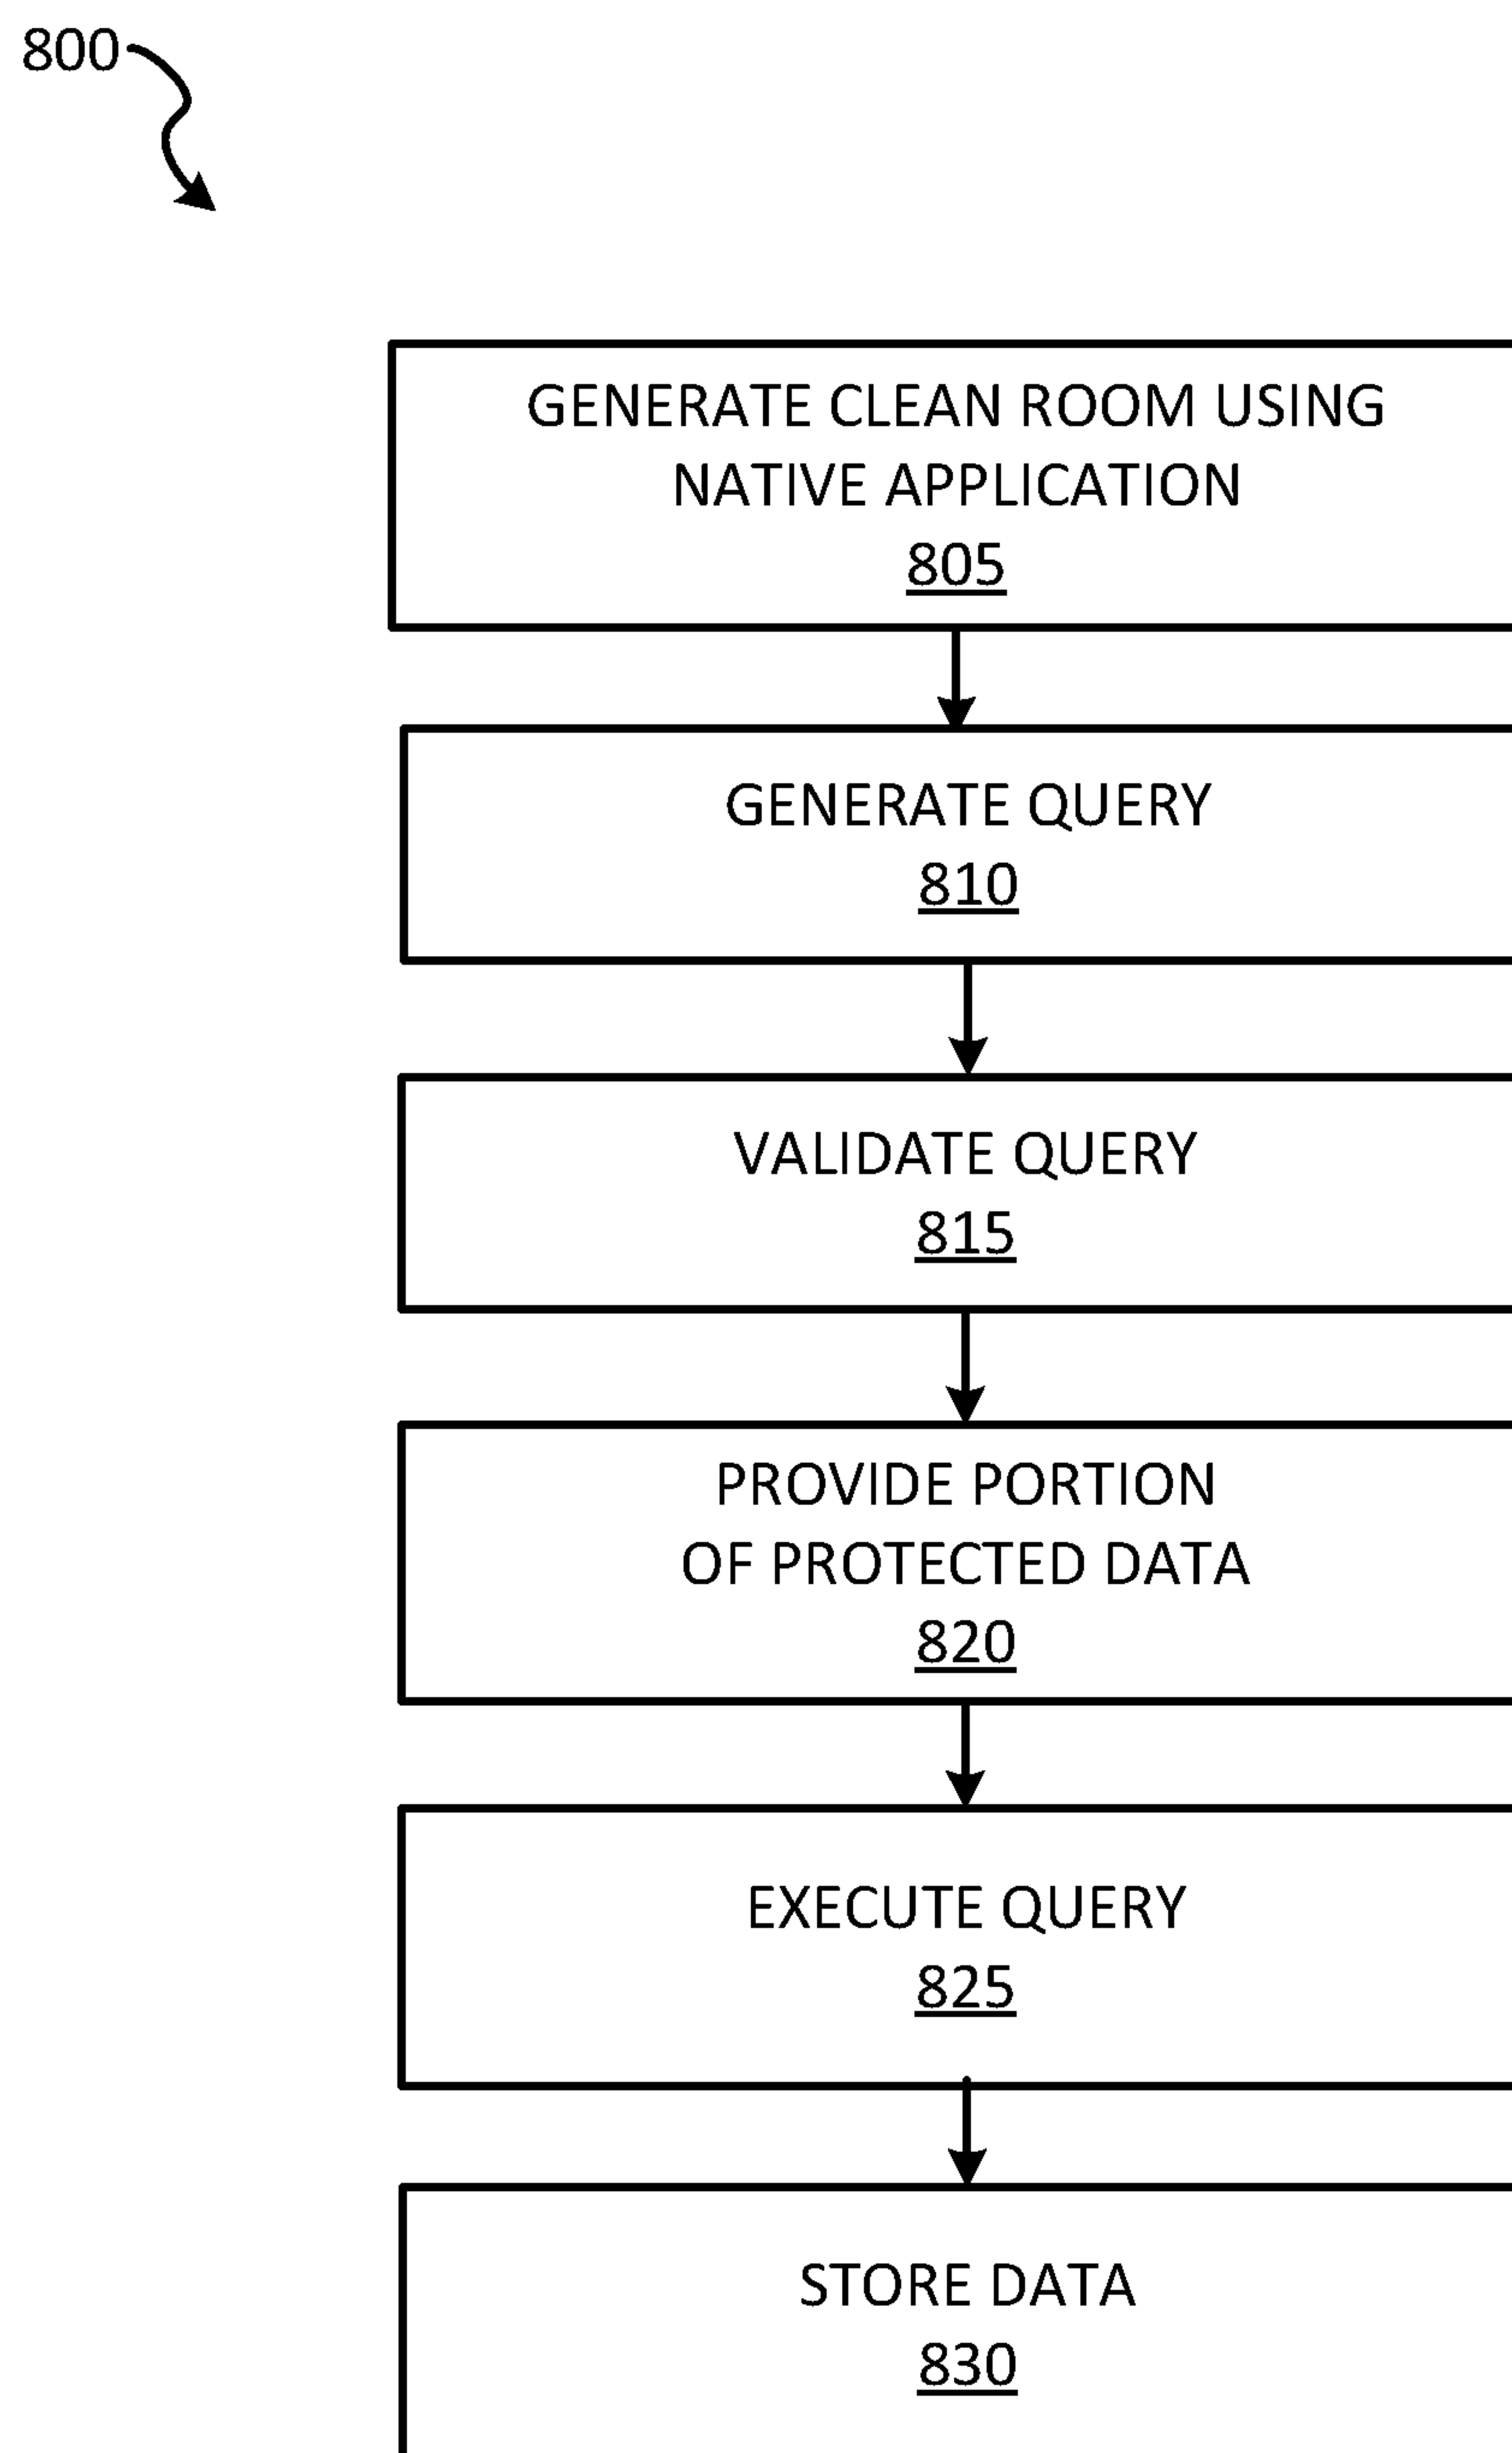 800
GENERATE CLEAN ROOM USING
NATIVE APPLICATION
805
GENERATE QUERY
810
VALIDATE QUERY
815
PROVIDE PORTION
OF PROTECTED DATA
820
EXECUTE QUERY
825
STORE DATA
830